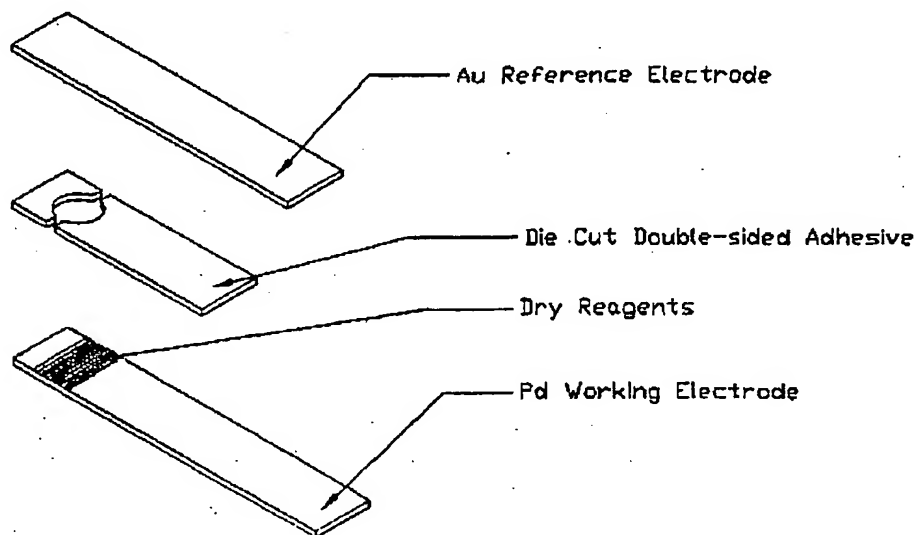 Au Reference Electrode
Die Cut Double-sided Adhesive
Dry Reagents
Pd Working Electrode